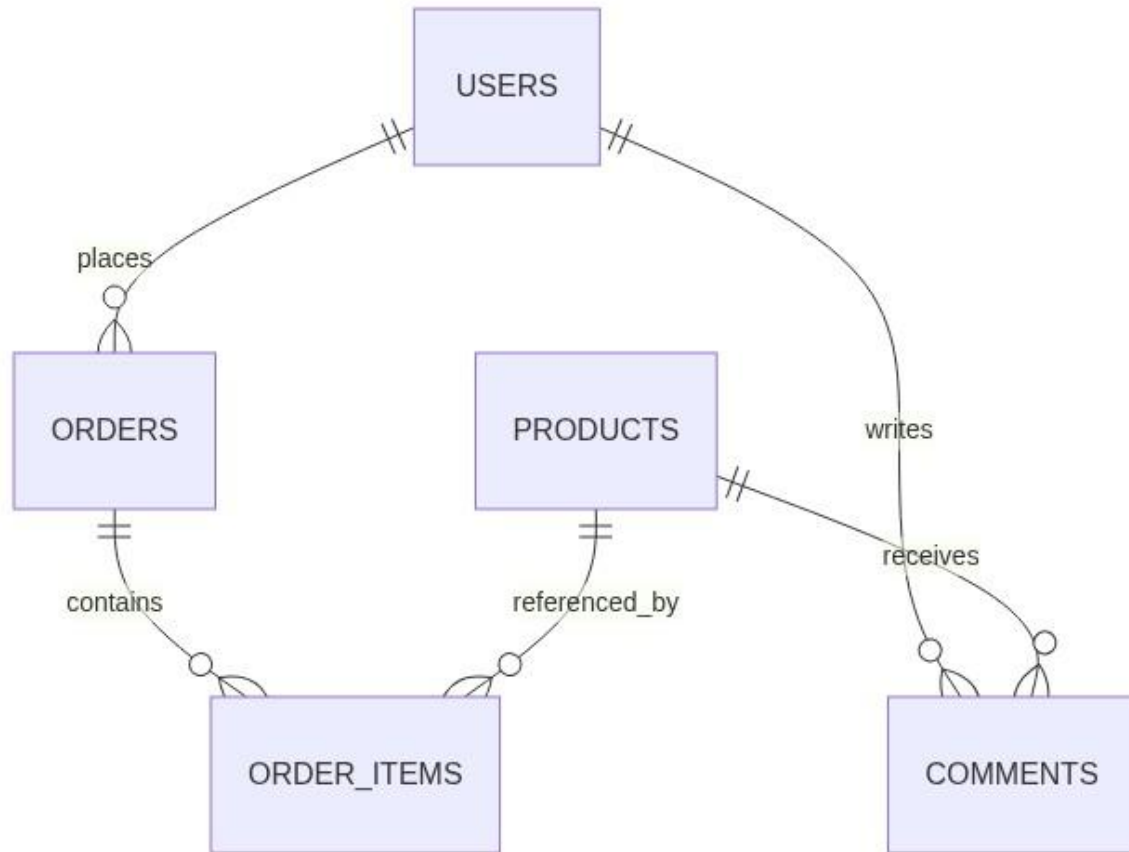 USERS
places
ORDERS
PRODUCTS
writes
receives
contains
referenced_by
ORDER_ITEMS
COMMENTS